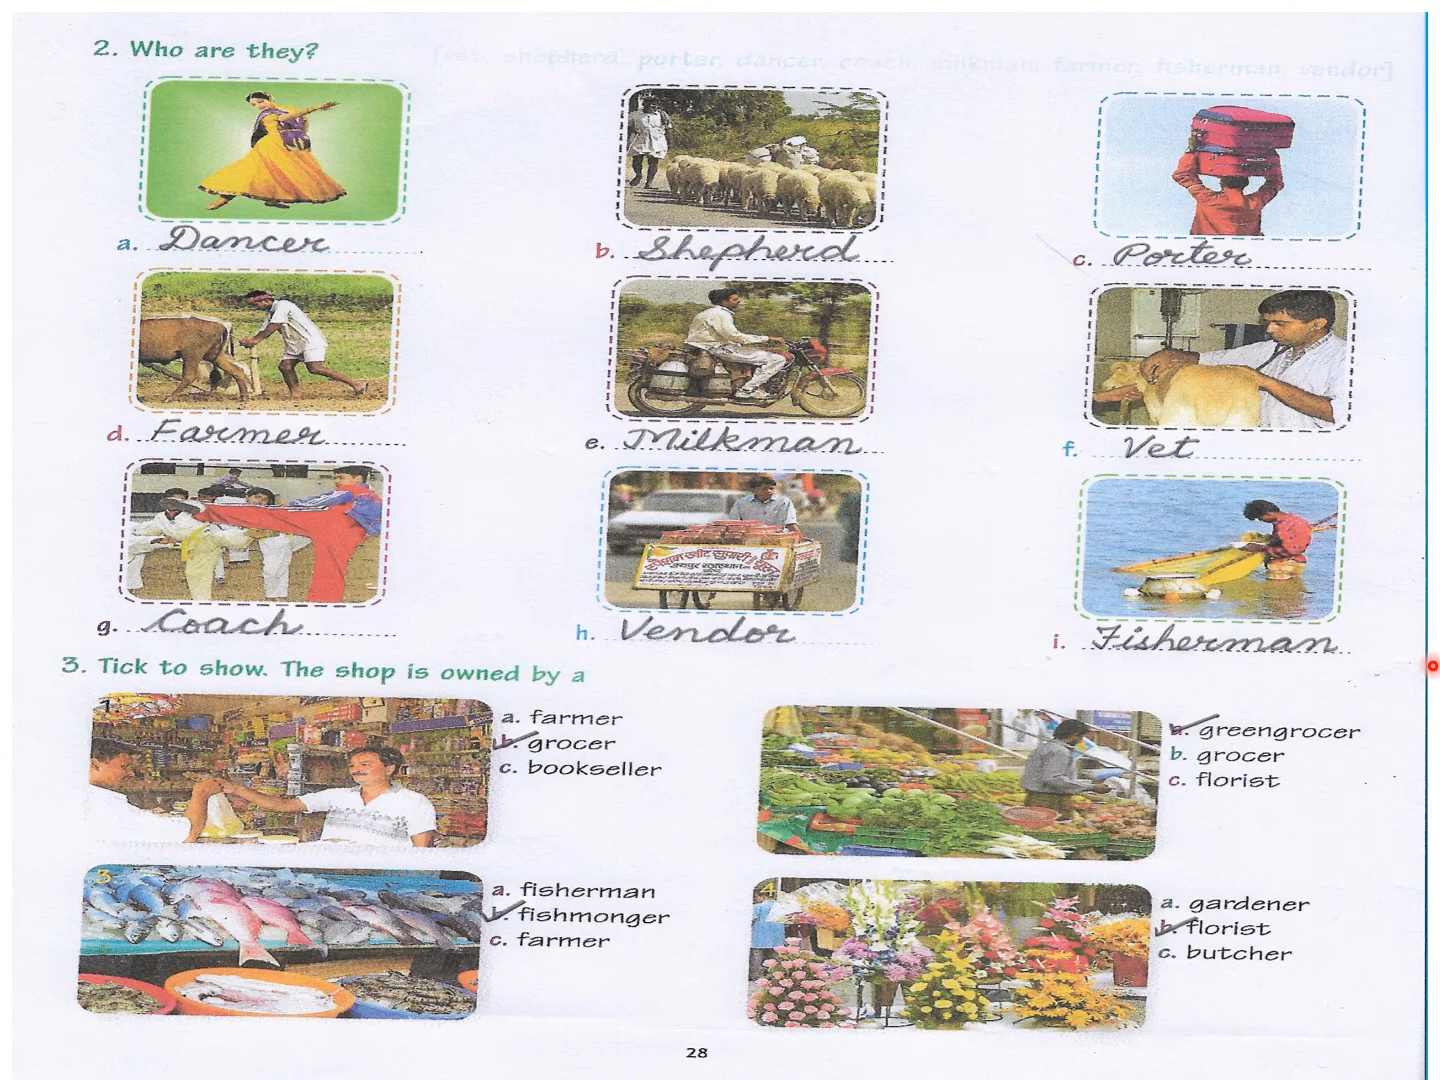 2. Who are they?
[vet, shepherd, porter, dancer, coach, milkman, farmer, fisherman, vendor]
a. Dancer
b. Shepherd
c. Porter
d. Farmer
e. Milkman
f. Vet
g. Coach
h. Vendor
i. Fisherman
3. Tick to show. The shop is owned by a
1
a. farmer
b. grocer
c. bookseller
a. greengrocer
b. grocer
c. florist
3
a. fisherman
b. fishmonger
c. farmer
4
a. gardener
b. florist
c. butcher
28